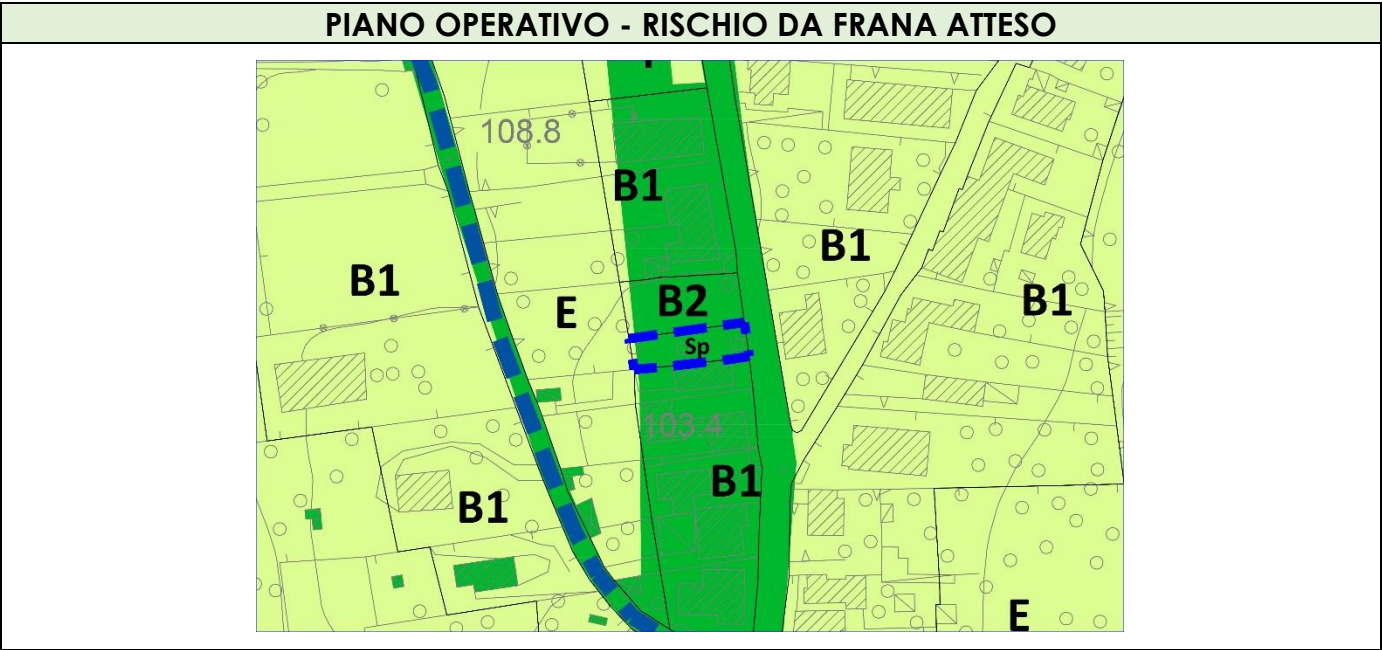 PIANO OPERATIVO - RISCHIO DA FRANA ATTESO
108.8
B1
B1
B1
B2
B1
E
Sp
103.4
B1
B1
E